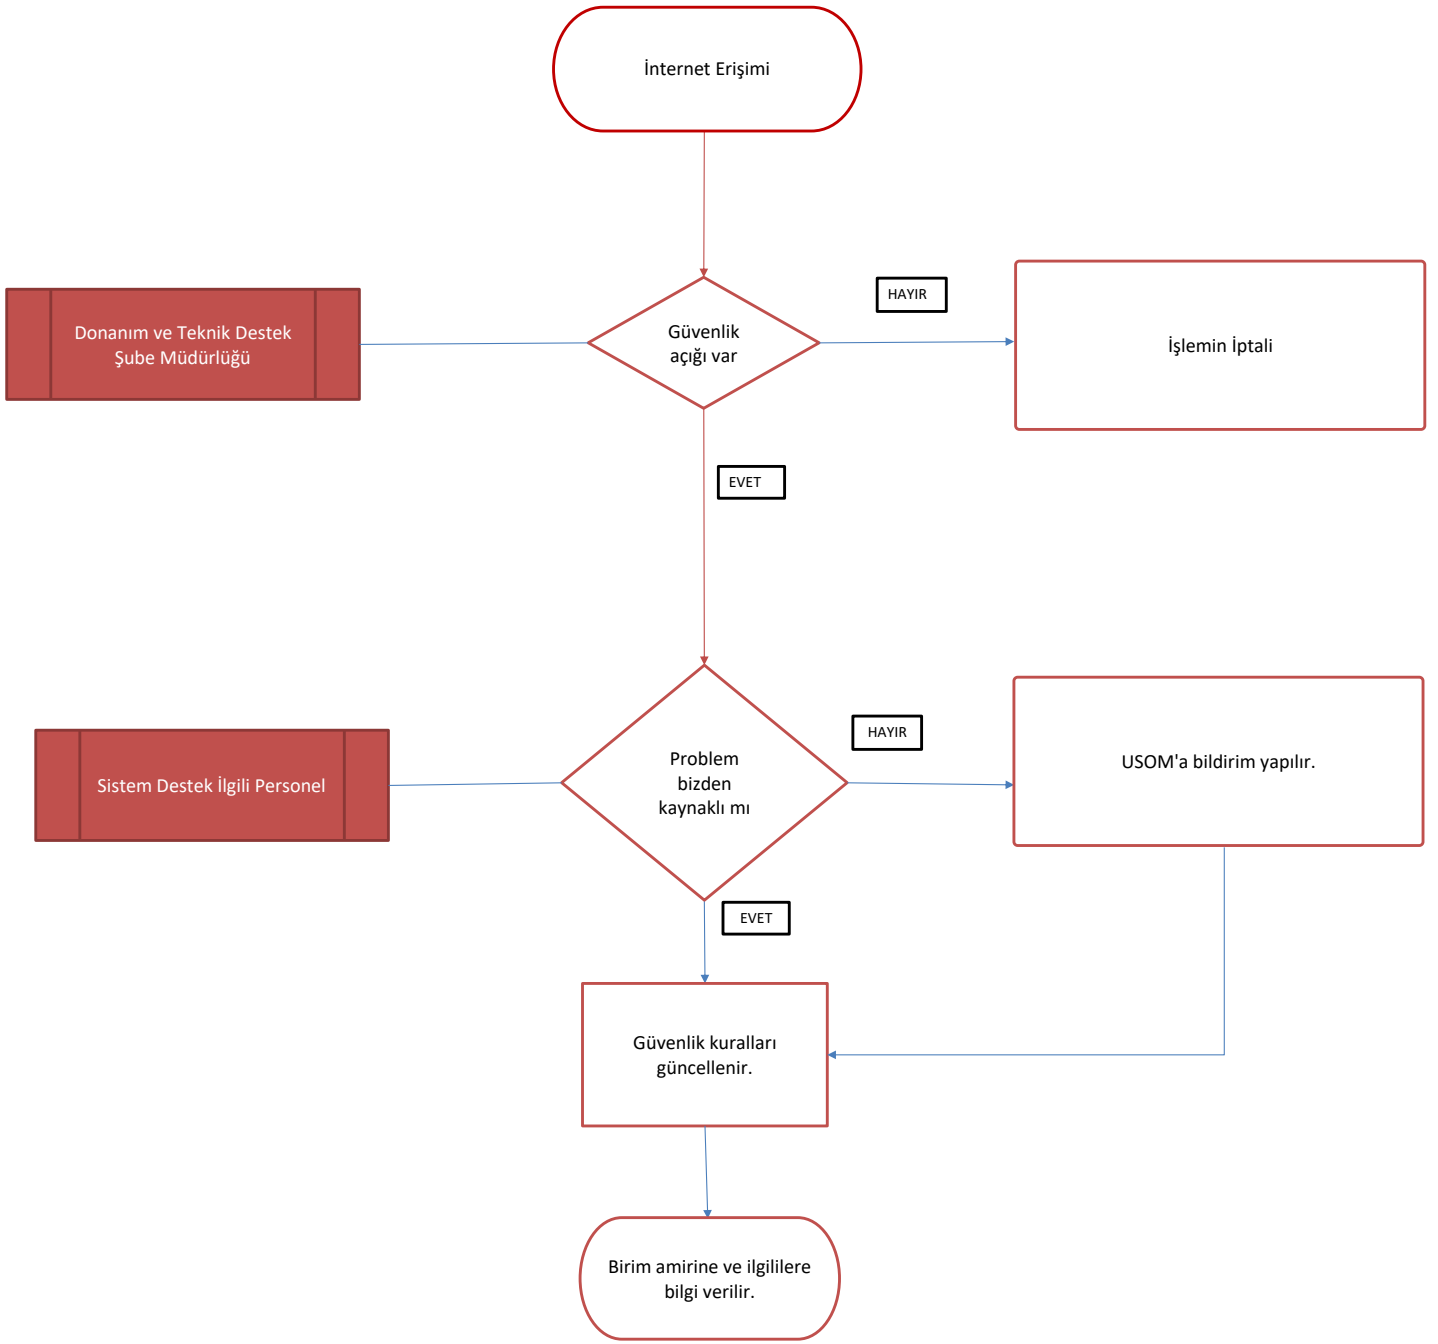 İnternet Erişimi
HAYIR
Donanım ve Teknik Destek
Şube Müdürlüğü
Güvenlik
açığı var
İşlemin İptali
EVET
HAYIR
Sistem Destek İlgili Personel
Problem
bizden
kaynaklı mı
USOM'a bildirim yapılır.
EVET
Güvenlik kuralları
güncellenir.
Birim amirine ve ilgililere
bilgi verilir.